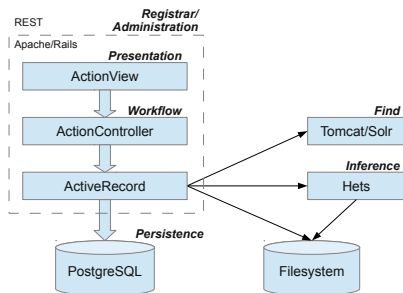 REST
Registrar/
Administration
Apache/Rails
Presentation
ActionView
Workflow
ActionController
Find
Tomcat/Solr
ActiveRecord
Inference
Hets
Persistence
PostgreSQL
Filesystem